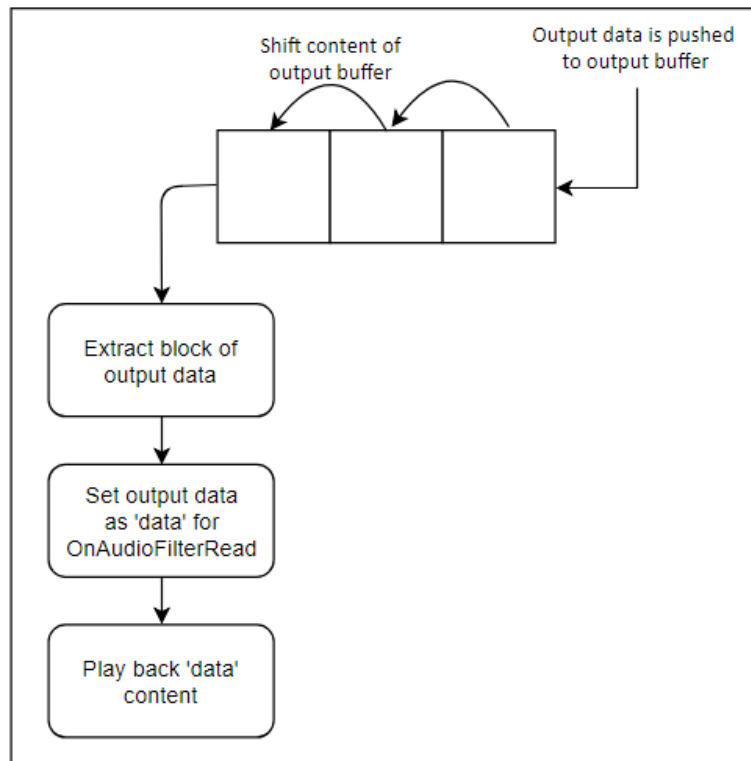 Shift content of
output buffer
Output data is pushed
to output buffer
Extract block of
output data
Set output data
as 'data' for
OnAudioFilterRead
Play back 'data'
content